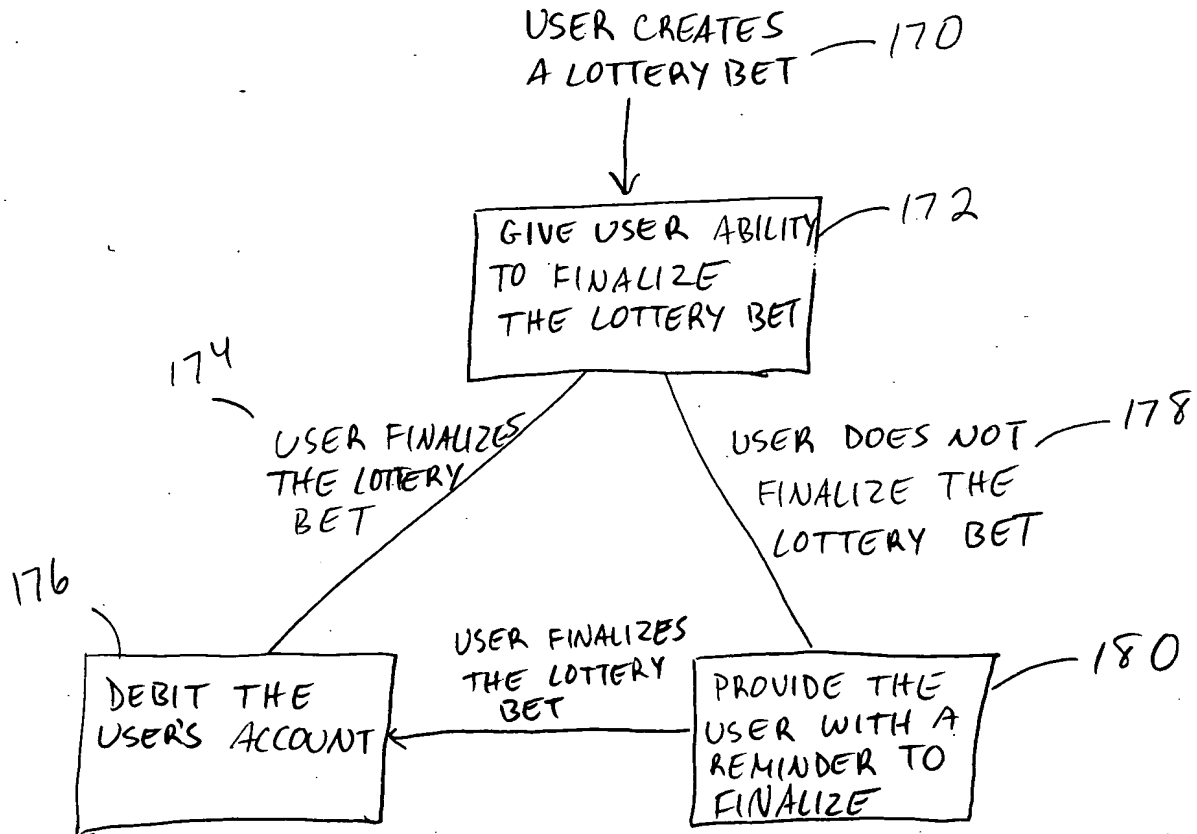 USER CREATES
A LOTTERY BET
170
GIVE USER ABILITY
TO FINALIZE
THE LOTTERY BET
172
174
USER FINALIZES
THE LOTTERY
BET
USER DOES NOT
FINALIZE THE
LOTTERY BET
178
176
DEBIT THE
USER'S ACCOUNT
USER FINALIZES
THE LOTTERY
BET
PROVIDE THE
USER WITH A
REMINDER TO
FINALIZE
180